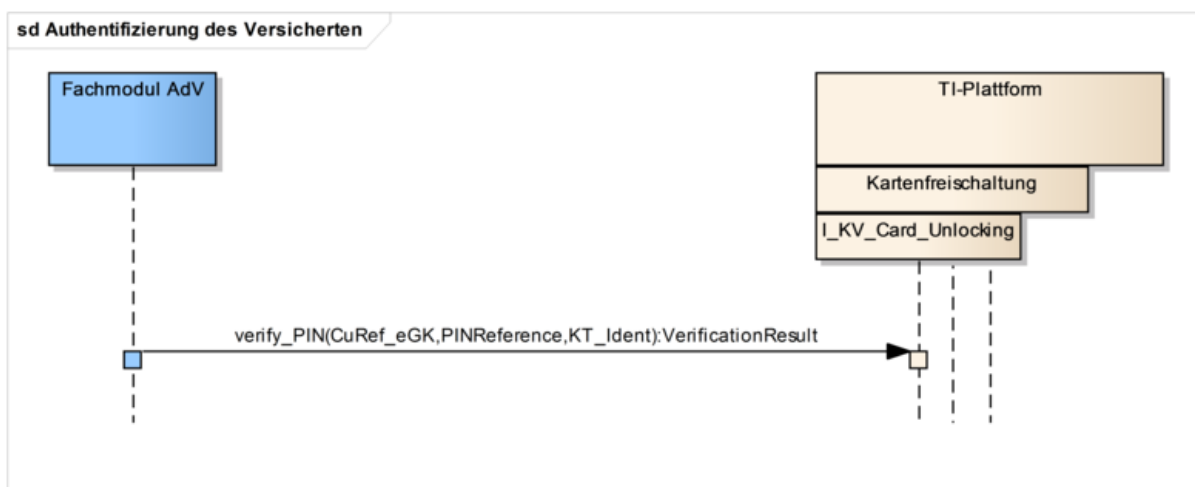 sd Authentifizierung des Versicherten
Fachmodul AdV
TI-Plattform
Kartenfreischaltung
I_KV_Card_Unlocking
verify_PIN(CuRef_eGK,PINReference,KT_Ident):VerificationResult